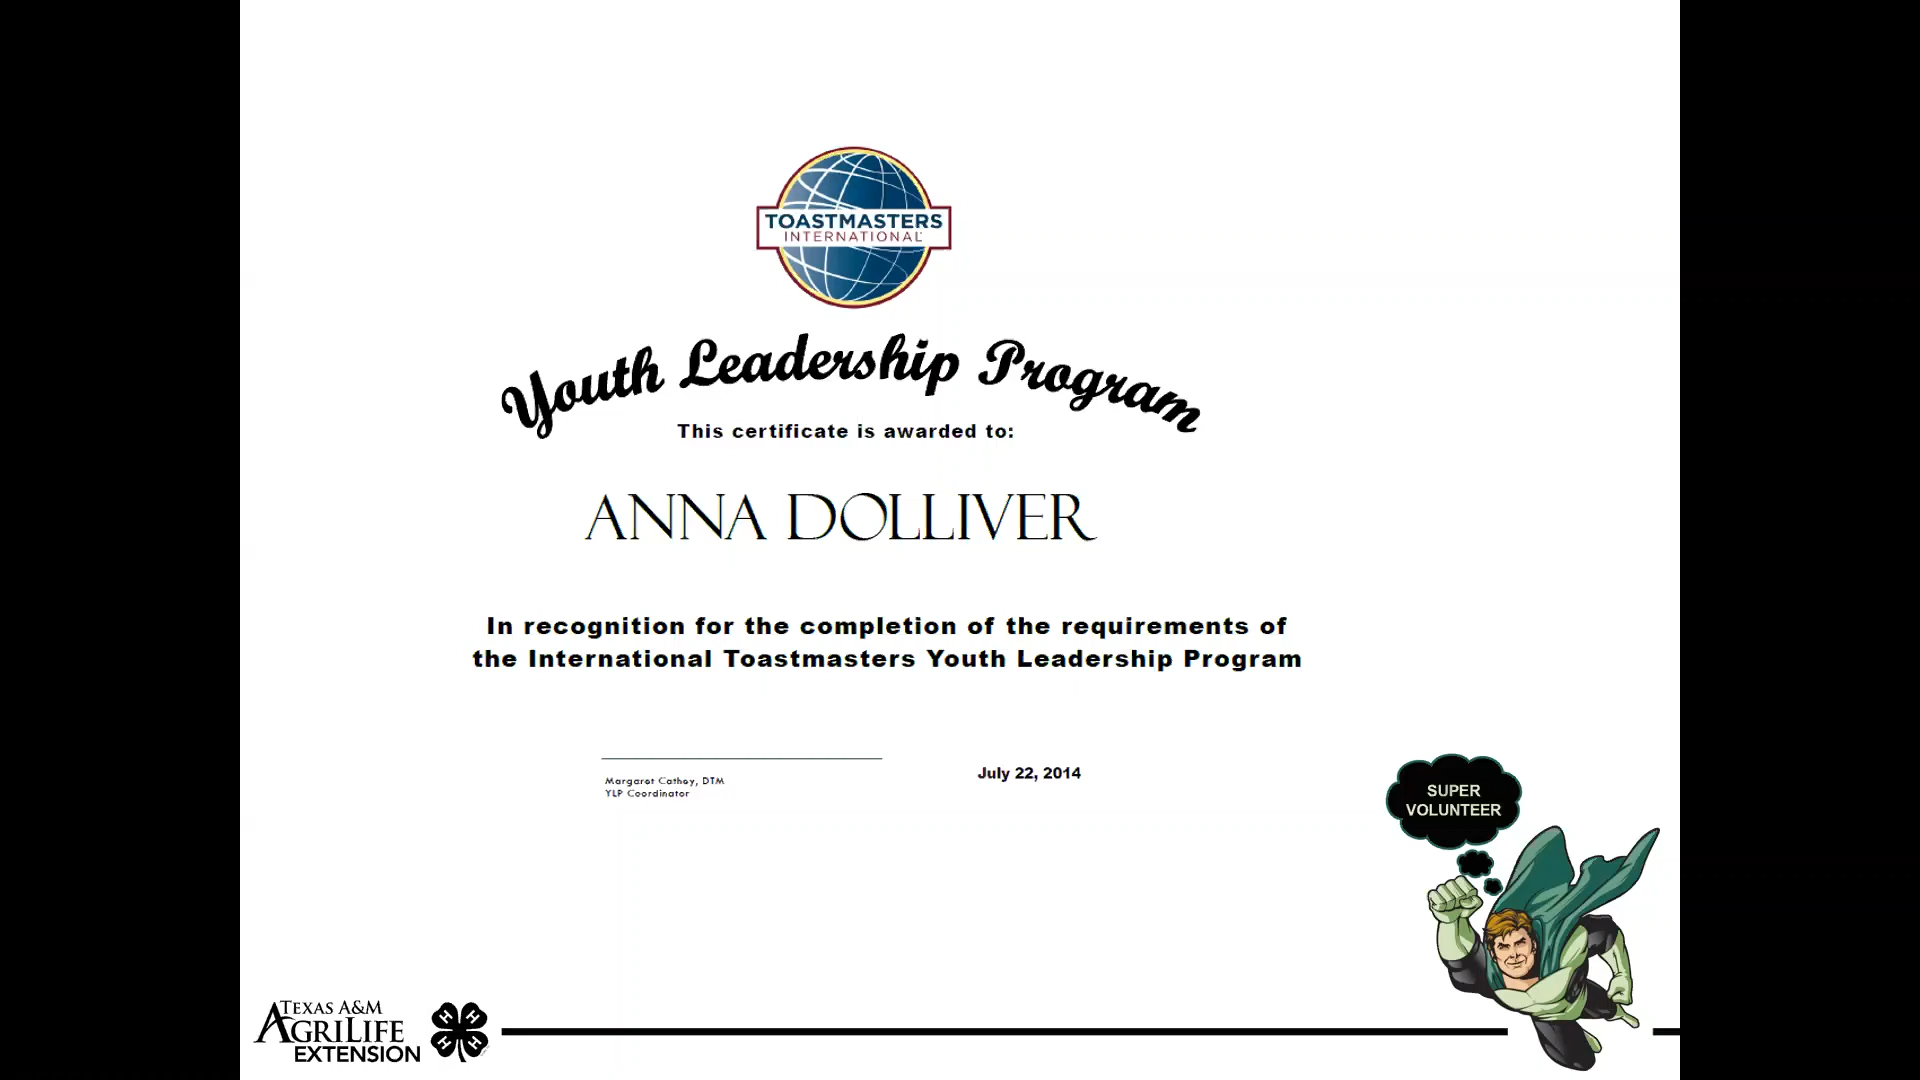 TOASTMASTERS
INTERNATIONAL
Youth Leadership Program
This certificate is awarded to:
ANNA DOLLIVER
In recognition for the completion of the requirements of
the International Toastmasters Youth Leadership Program
Margaret Cathey, DTM
YLP Coordinator
July 22, 2014
SUPER
VOLUNTEER
TEXAS A&M
AGRILIFE
EXTENSION
H H
H H